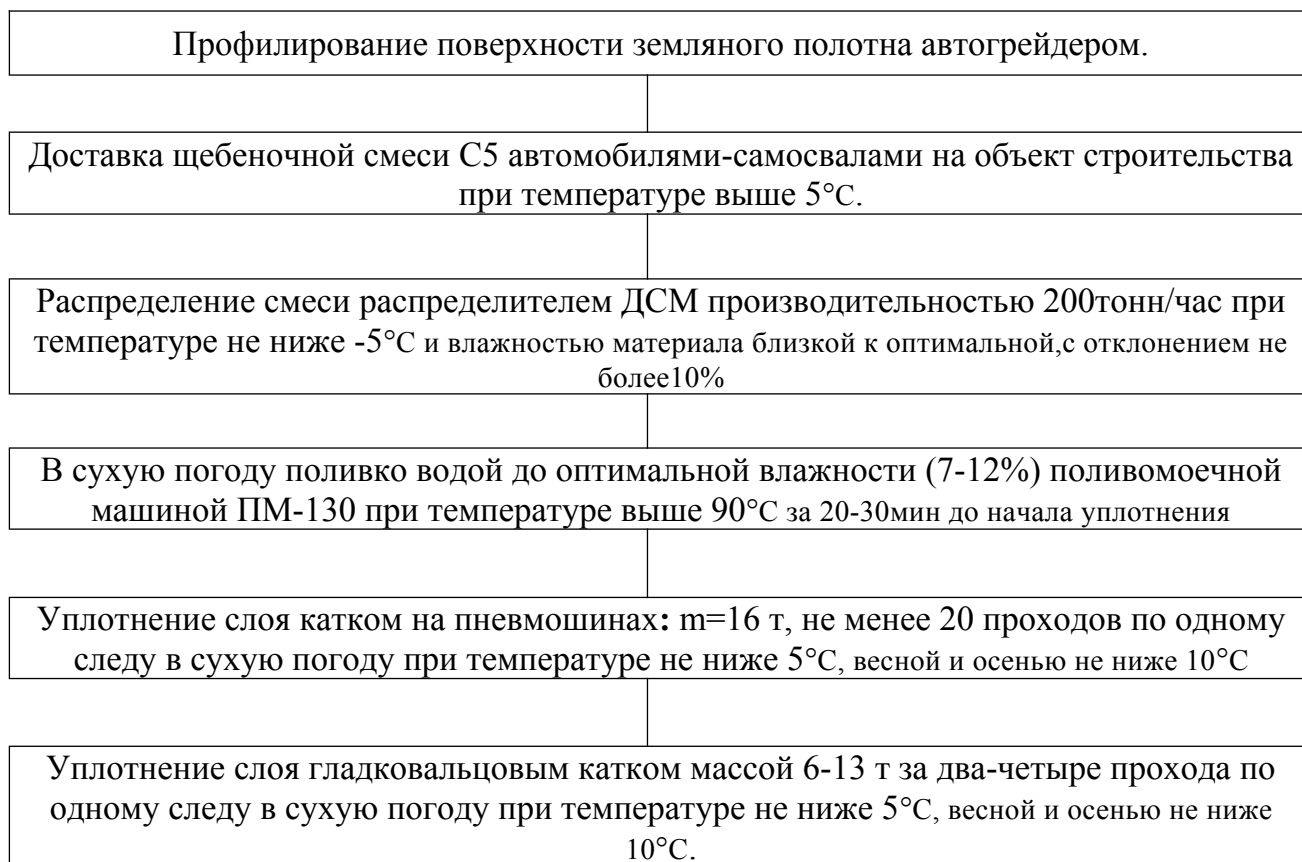 Профилирование поверхности земляного полотна автогрейдером.
Доставка щебеночной смеси С5 автомобилями-самосвалами на объект строительства
при температуре выше 5°С.
Распределение смеси распределителем ДСМ производительностью 200тонн/час при
температуре не ниже -5°С и влажностью материала близкой к оптимальной,с отклонением не
более10%
В сухую погоду поливко водой до оптимальной влажности (7-12%) поливомоечной
машиной ПМ-130 при температуре выше 90°С за 20-30мин до начала уплотнения
Уплотнение слоя катком на пневмошинах: m=16 т, не менее 20 проходов по одному
следу в сухую погоду при температуре не ниже 5°С, весной и осенью не ниже 10°С
Уплотнение слоя гладковальцовым катком массой 6-13 т за два-четыре прохода по
одному следу в сухую погоду при температуре не ниже 5°С, весной и осенью не ниже
10°С.